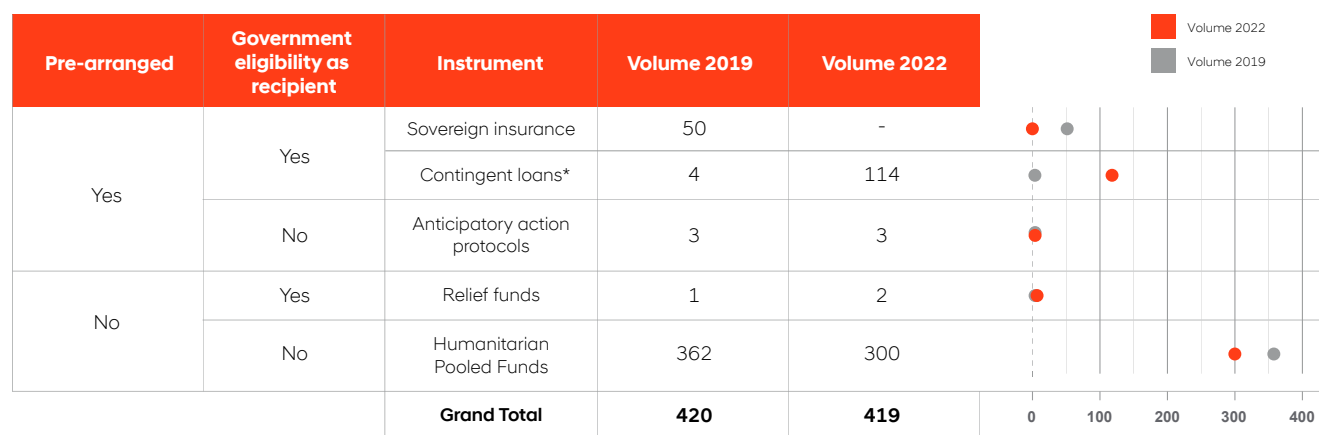 Pre-arranged
Government
eligibility as
recipient
Instrument
Volume 2019
Volume 2022
Volume 2022
Volume 2019
Yes
Yes
Sovereign insurance
50
-
Contingent loans*
4
114
No
Anticipatory action
protocols
3
3
No
Yes
Relief funds
1
2
No
Humanitarian
Pooled Funds
362
300
Grand Total
420
419
0 100 200 300 400